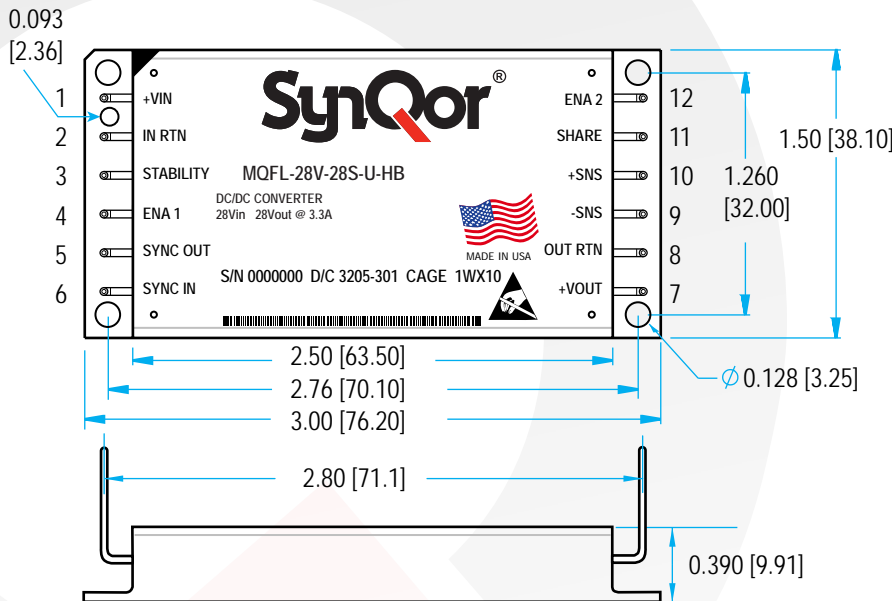 0.093
[2.36]
SynQor®
1 +VIN ENA 2 12
2 IN RTN SHARE 11
1.50 [38.10]
3 STABILITY MQFL-28V-28S-U-HB +SNS 10
1.260
[32.00]
DC/DC CONVERTER
28Vin 28Vout @ 3.3A
4 ENA 1 -SNS 9
5 SYNC OUT MADE IN USA OUT RTN 8
S/N 0000000 D/C 3205-301 CAGE 1WX10
6 SYNC IN +VOUT 7
2.50 [63.50]
2.76 [70.10]
∅ 0.128 [3.25]
3.00 [76.20]
2.80 [71.1]
0.390 [9.91]